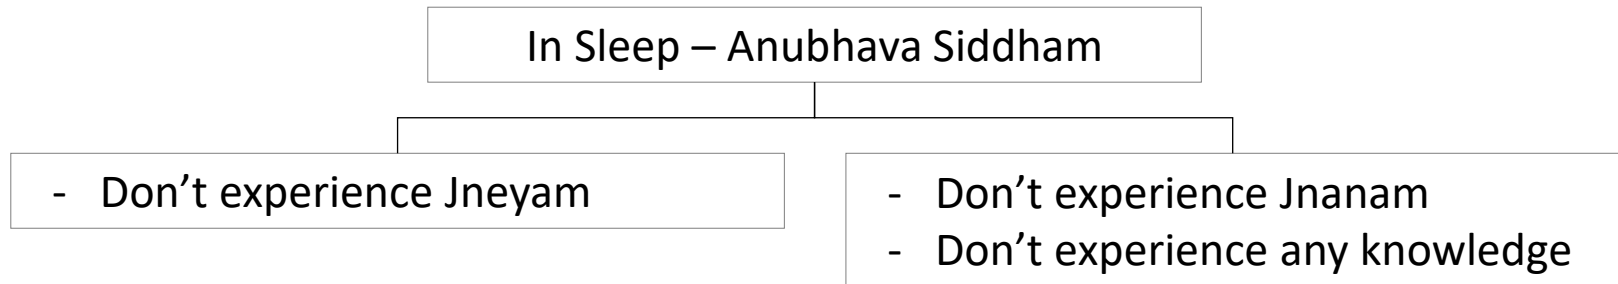 In Sleep – Anubhava Siddham
- Don’t experience Jneyam
- Don’t experience Jnanam
- Don’t experience any knowledge